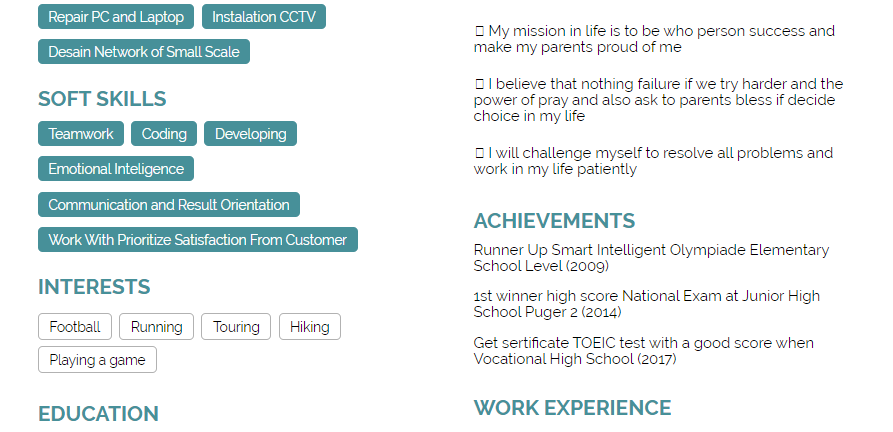 Repair PC and Laptop
Instalation CCTV
Desain Network of Small Scale
SOFT SKILLS
Teamwork
Coding
Developing
Emotional Inteligence
Communication and Result Orientation
Work With Prioritize Satisfaction From Customer
INTERESTS
Football
Running
Touring
Hiking
Playing a game
EDUCATION
My mission in life is to be who person success and
make my parents proud of me
I believe that nothing failure if we try harder and the
power of pray and also ask to parents bless if decide
choice in my life
I will challenge myself to resolve all problems and
work in my life patiently
ACHIEVEMENTS
Runner Up Smart Intelligent Olympiade Elementary
School Level (2009)
1st winner high score National Exam at Junior High
School Puger 2 (2014)
Get sertificate TOEIC test with a good score when
Vocational High School (2017)
WORK EXPERIENCE